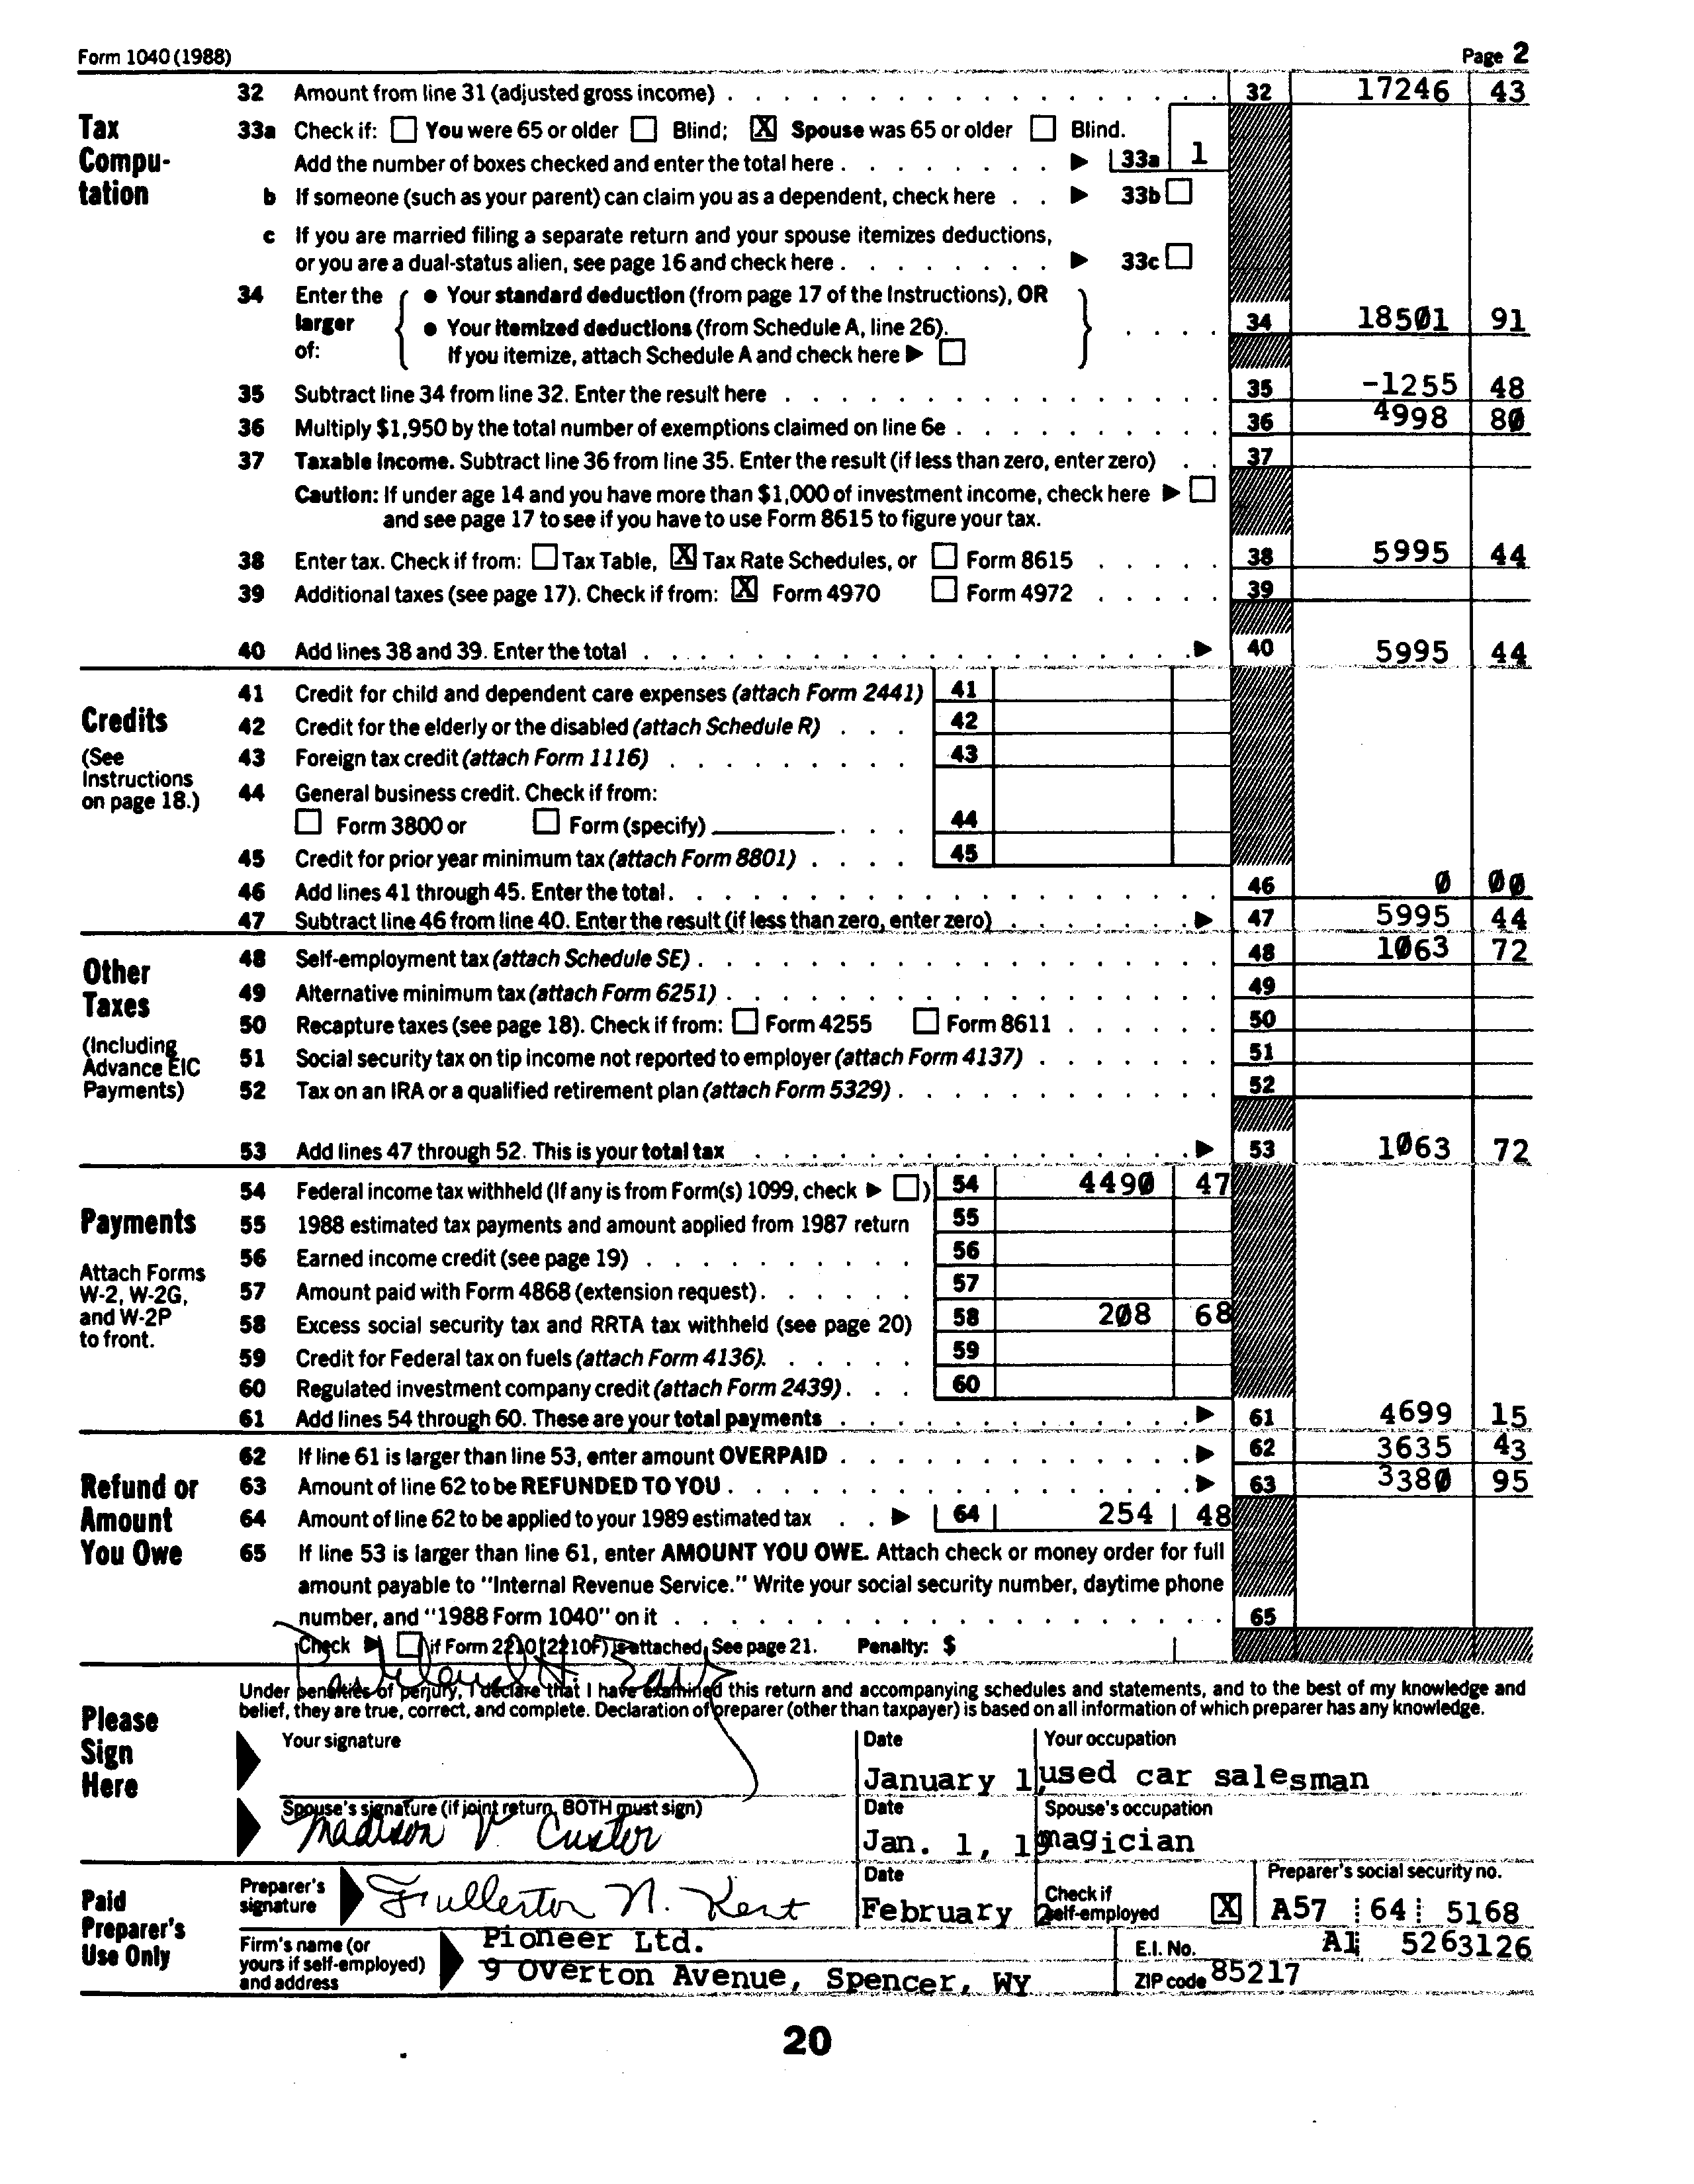 Form 1040 (1988) Page 2
Tax Computation
32 Amount from line 31 (adjusted gross income) 32 17246 43
33a Check if: You were 65 or older Blind; X Spouse was 65 or older Blind.
Add the number of boxes checked and enter the total here 33a 1
b If someone (such as your parent) can claim you as a dependent, check here 33b
c If you are married filing a separate return and your spouse itemizes deductions,
or you are a dual-status alien, see page 16 and check here 33c
34 Enter the larger of: • Your standard deduction (from page 17 of the Instructions), OR
• Your itemized deductions (from Schedule A, line 26). 34 18501 91
If you itemize, attach Schedule A and check here
35 Subtract line 34 from line 32. Enter the result here 35 -1255 48
36 Multiply $1,950 by the total number of exemptions claimed on line 6e 36 4998 80
37 Taxable income. Subtract line 36 from line 35. Enter the result (if less than zero, enter zero) 37
Caution: If under age 14 and you have more than $1,000 of investment income, check here
and see page 17 to see if you have to use Form 8615 to figure your tax.
38 Enter tax. Check if from: Tax Table, X Tax Rate Schedules, or Form 8615 38 5995 44
39 Additional taxes (see page 17). Check if from: X Form 4970 Form 4972 39
40 Add lines 38 and 39. Enter the total 40 5995 44
Credits
(See Instructions on page 18.)
41 Credit for child and dependent care expenses (attach Form 2441) 41
42 Credit for the elderly or the disabled (attach Schedule R) 42
43 Foreign tax credit (attach Form 1116) 43
44 General business credit. Check if from:
Form 3800 or Form (specify) 44
45 Credit for prior year minimum tax (attach Form 8801) 45
46 Add lines 41 through 45. Enter the total 46 0 00
47 Subtract line 46 from line 40. Enter the result (if less than zero, enter zero) 47 5995 44
Other Taxes
(Including Advance EIC Payments)
48 Self-employment tax (attach Schedule SE) 48 1063 72
49 Alternative minimum tax (attach Form 6251) 49
50 Recapture taxes (see page 18). Check if from: Form 4255 Form 8611 50
51 Social security tax on tip income not reported to employer (attach Form 4137) 51
52 Tax on an IRA or a qualified retirement plan (attach Form 5329) 52
53 Add lines 47 through 52. This is your total tax 53 1063 72
Payments
Attach Forms W-2, W-2G, and W-2P to front.
54 Federal income tax withheld (If any is from Form(s) 1099, check ) 54 4490 47
55 1988 estimated tax payments and amount applied from 1987 return 55
56 Earned income credit (see page 19) 56
57 Amount paid with Form 4868 (extension request) 57
58 Excess social security tax and RRTA tax withheld (see page 20) 58 208 68
59 Credit for Federal tax on fuels (attach Form 4136) 59
60 Regulated investment company credit (attach Form 2439) 60
61 Add lines 54 through 60. These are your total payments 61 4699 15
Refund or Amount You Owe
62 If line 61 is larger than line 53, enter amount OVERPAID 62 3635 43
63 Amount of line 62 to be REFUNDED TO YOU 63 3380 95
64 Amount of line 62 to be applied to your 1989 estimated tax 64 254 48
65 If line 53 is larger than line 61, enter AMOUNT YOU OWE. Attach check or money order for full
amount payable to "Internal Revenue Service." Write your social security number, daytime phone
number, and "1988 Form 1040" on it 65
Check if Form 2210 (2210F) is attached. See page 21. Penalty: $
Please Sign Here
Under penalties of perjury, I declare that I have examined this return and accompanying schedules and statements, and to the best of my knowledge and
belief, they are true, correct, and complete. Declaration of preparer (other than taxpayer) is based on all information of which preparer has any knowledge.
Your signature Date Your occupation
January 1, used car salesman
Spouse's signature (if joint return, BOTH must sign) Date Spouse's occupation
Madison V. Custer Jan. 1, 19 magician
Paid Preparer's Use Only
Preparer's signature Fullerton N. Kent Date February 2 Check if self-employed X Preparer's social security no. A57 64 5168
Firm's name (or yours if self-employed) and address Pioneer Ltd. E.I. No. A1 5263126
9 Overton Avenue, Spencer, WY ZIP code 85217
20